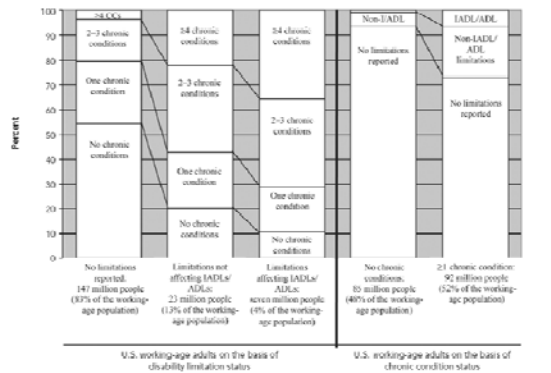 100
90
80
70
60
50
40
30
20
10
0
Percent
>4 CCs
2–3 chronic
conditions
One chronic
condition
No chronic
conditions
≥4 chronic
conditions
2–3 chronic
conditions
One chronic
condition
No chronic
conditions
≥4 chronic
conditions
2–3 chronic
conditions
One chronic
condition
No chronic
conditions
Non-I/ADL
No limitations
reported
IADL/ADL
Non-IADL/
ADL
limitations
No limitations
reported
No limitations
reported:
147 million people
(83% of the working-
age population)
Limitations not
affecting IADLs/
ADLs:
23 million people
(13% of the working-
age population)
Limitations
affecting IADLs/
ADLs:
seven million people
(4% of the working-
age population)
No chronic
conditions:
85 million people
(48% of the working-
age population)
≥1 chronic condition:
92 million people
(52% of the working-
age population)
U.S. working-age adults on the basis of
disability limitation status
U.S. working-age adults on the basis of
chronic condition status